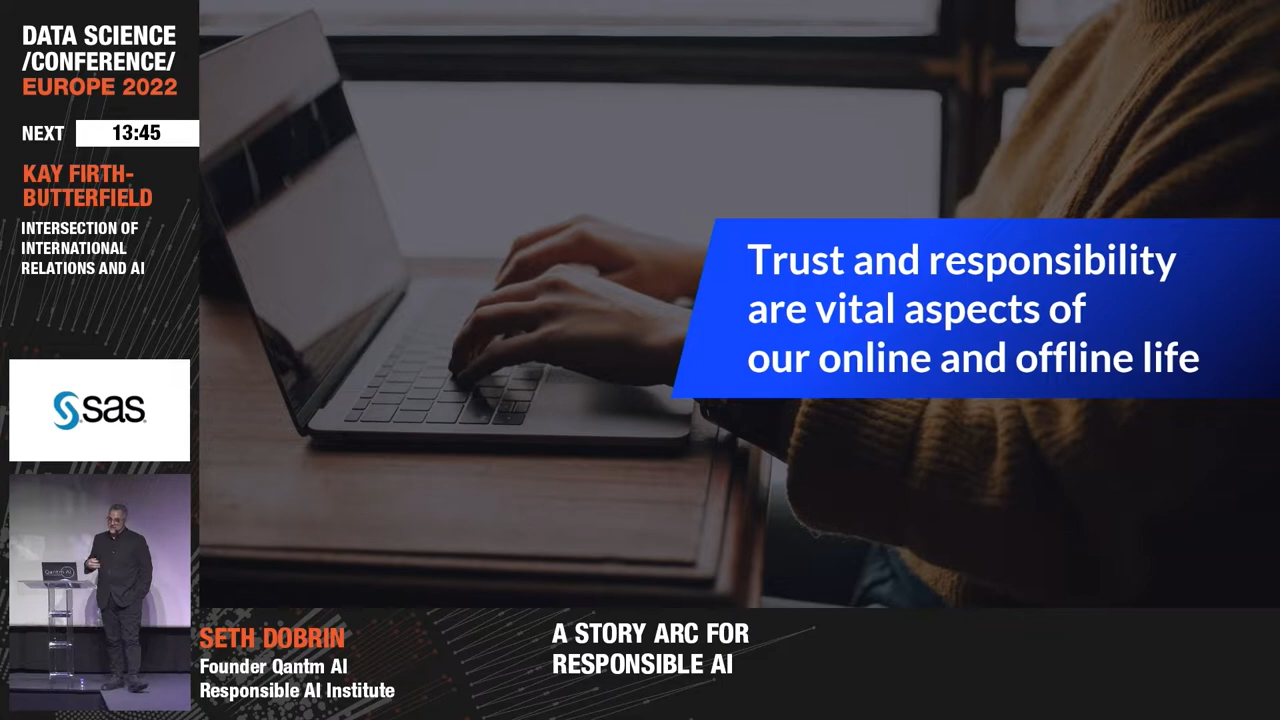 DATA SCIENCE
/CONFERENCE/
EUROPE 2022
NEXT 13:45
KAY FIRTH-
BUTTERFIELD
INTERSECTION OF
INTERNATIONAL
RELATIONS AND AI
sas
Qantm AI
Trust and responsibility
are vital aspects of
our online and offline life
SETH DOBRIN
Founder Qantm AI
Responsible AI Institute
A STORY ARC FOR
RESPONSIBLE AI